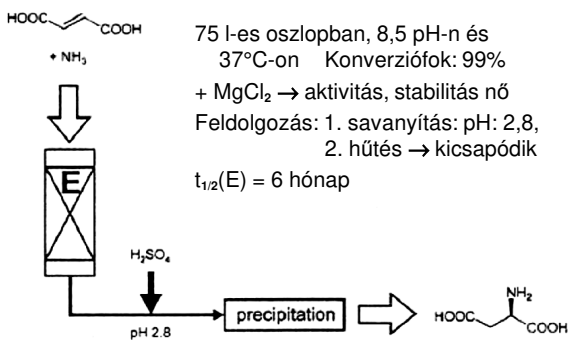 HOOC
COOH
+ NH₃
75 l-es oszlopban, 8,5 pH-n és
37°C-on Konverziófok: 99%
+ MgCl₂ → aktivitás, stabilitás nő
Feldolgozás: 1. savanyítás: pH: 2,8,
2. hűtés → kicsapódik
t₁/₂(E) = 6 hónap
E
H₂SO₄
pH 2.8
precipitation
NH₂
HOOC
COOH